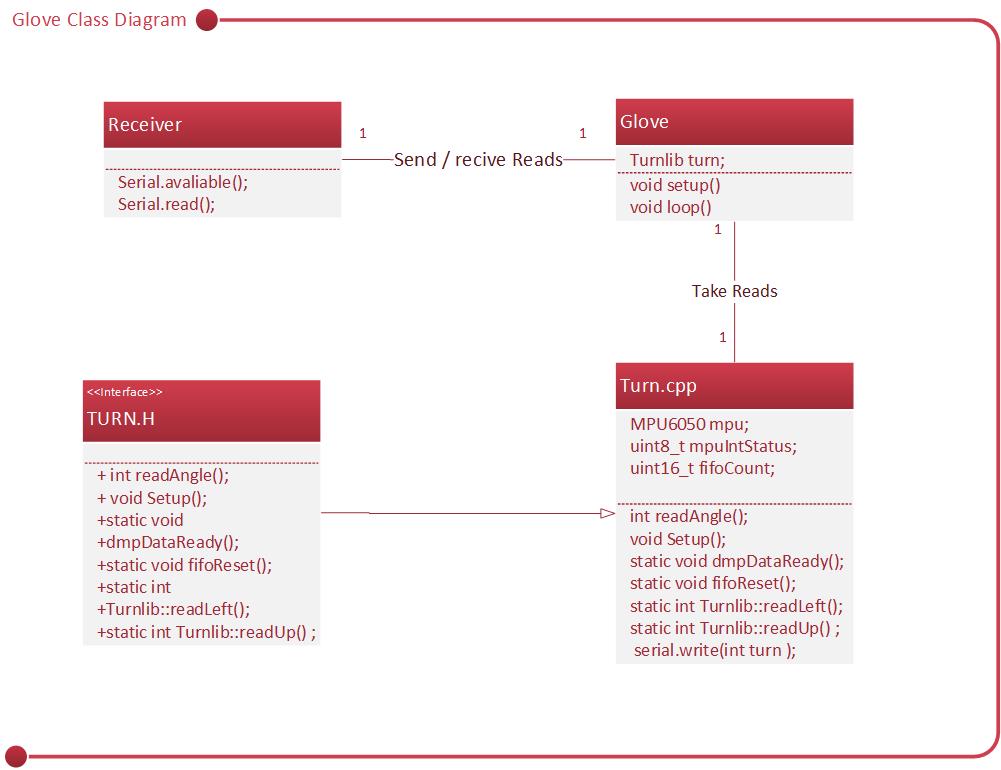 Glove Class Diagram
Receiver
Serial.avaliable();
Serial.read();
1
Send / recive Reads
1
Glove
Turnlib turn;
void setup()
void loop()
1
Take Reads
1
<<Interface>>
TURN.H
+ int readAngle();
+ void Setup();
+static void
+dmpDataReady();
+static void fifoReset();
+static int
+Turnlib::readLeft();
+static int Turnlib::readUp() ;
Turn.cpp
MPU6050 mpu;
uint8_t mpuIntStatus;
uint16_t fifoCount;
int readAngle();
void Setup();
static void dmpDataReady();
static void fifoReset();
static int Turnlib::readLeft();
static int Turnlib::readUp() ;
serial.write(int turn );